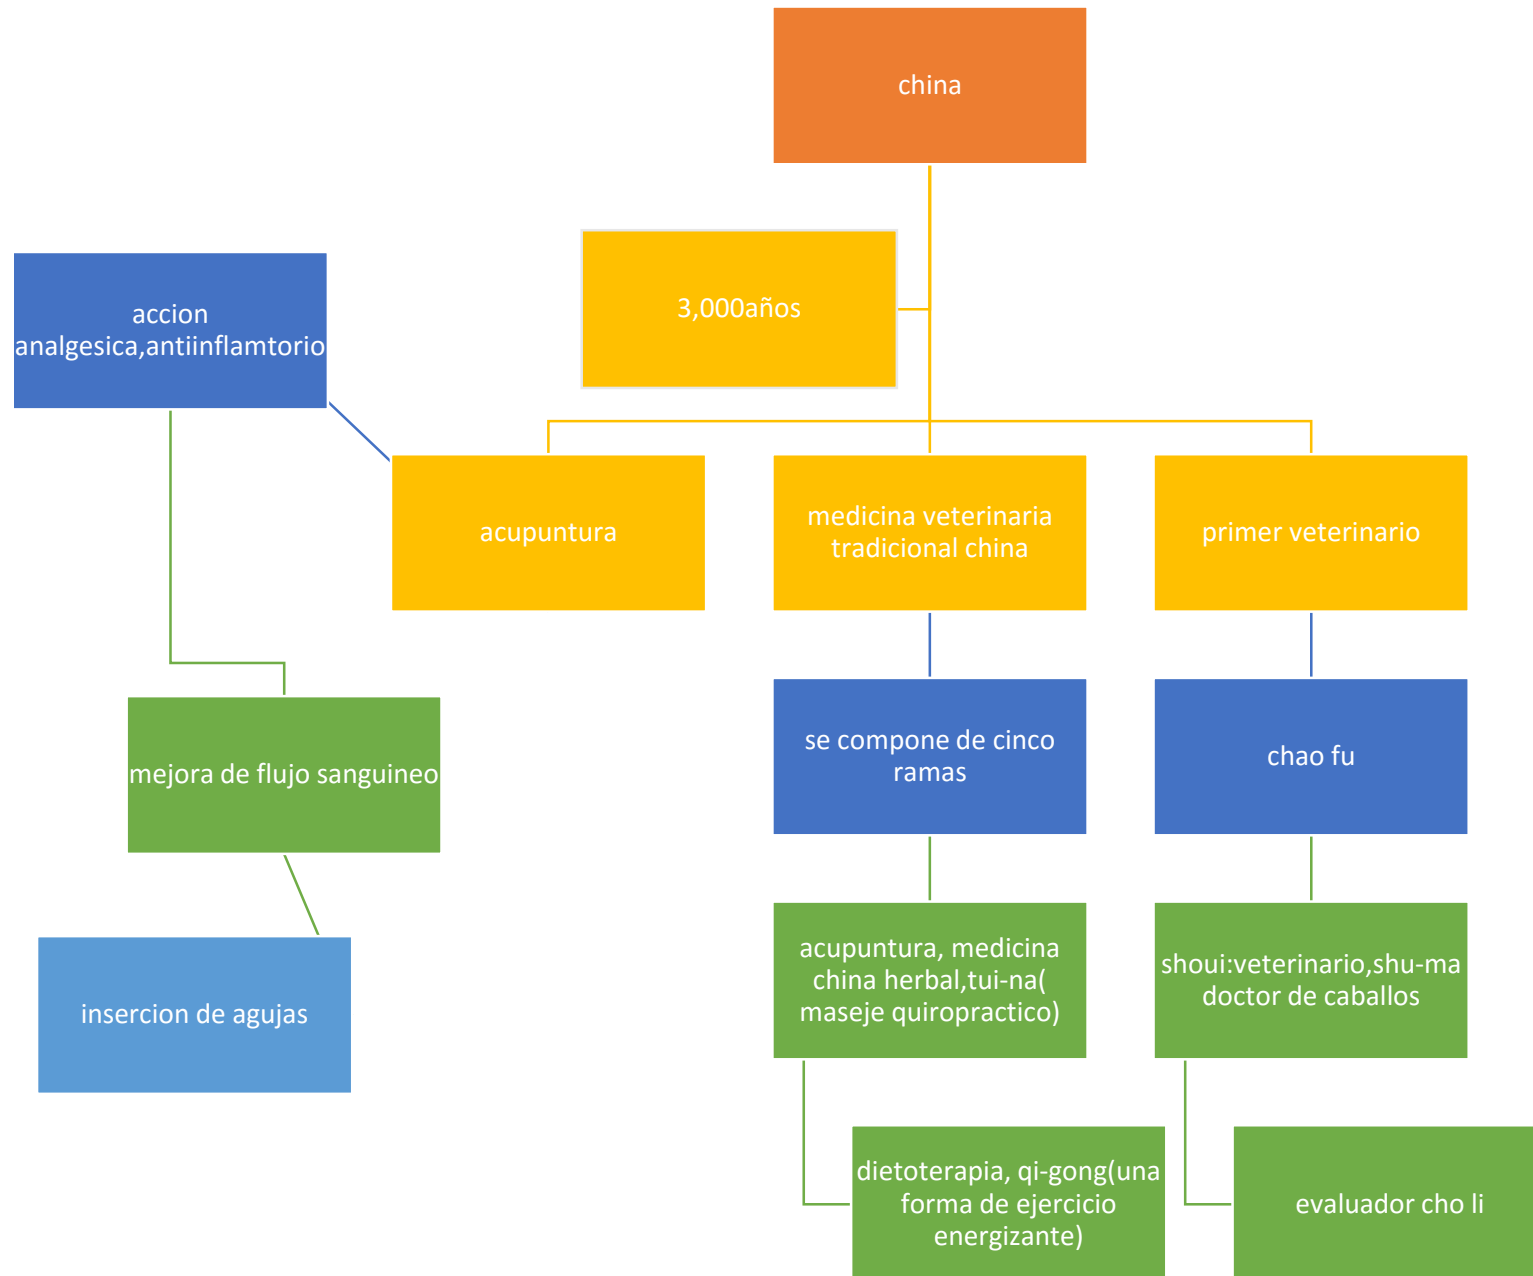 china
3,000años
accion
analgesica,antiinflamtorio
acupuntura
medicina veterinaria
tradicional china
primer veterinario
mejora de flujo sanguineo
se compone de cinco
ramas
chao fu
insercion de agujas
acupuntura, medicina
china herbal,tui-na(
maseje quiropractico)
shoui:veterinario,shu-ma
doctor de caballos
dietoterapia, qi-gong(una
forma de ejercicio
energizante)
evaluador cho li